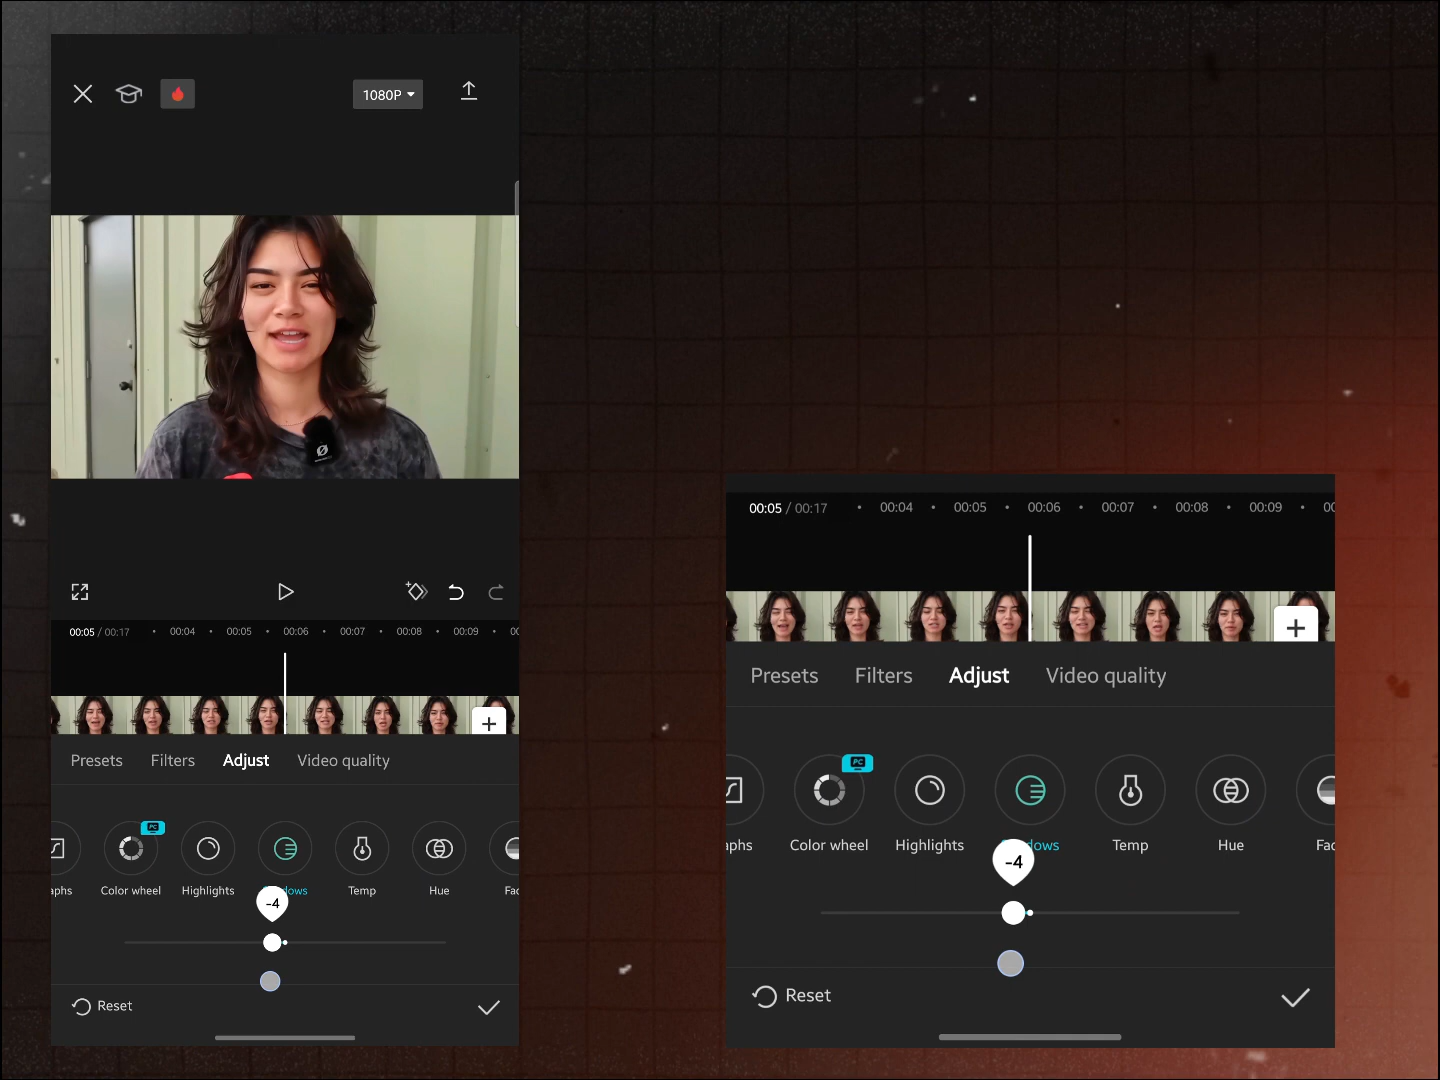 1080P
00:05 / 00:17 00:04 00:05 00:06 00:07 00:08 00:09 00
Presets Filters Adjust Video quality
PC
aphs Color wheel Highlights dows Temp Hue Fac
-4
Reset
00:05 / 00:17 00:04 00:05 00:06 00:07 00:08 00:09 00
Presets Filters Adjust Video quality
PC
aphs Color wheel Highlights dows Temp Hue Fac
-4
Reset